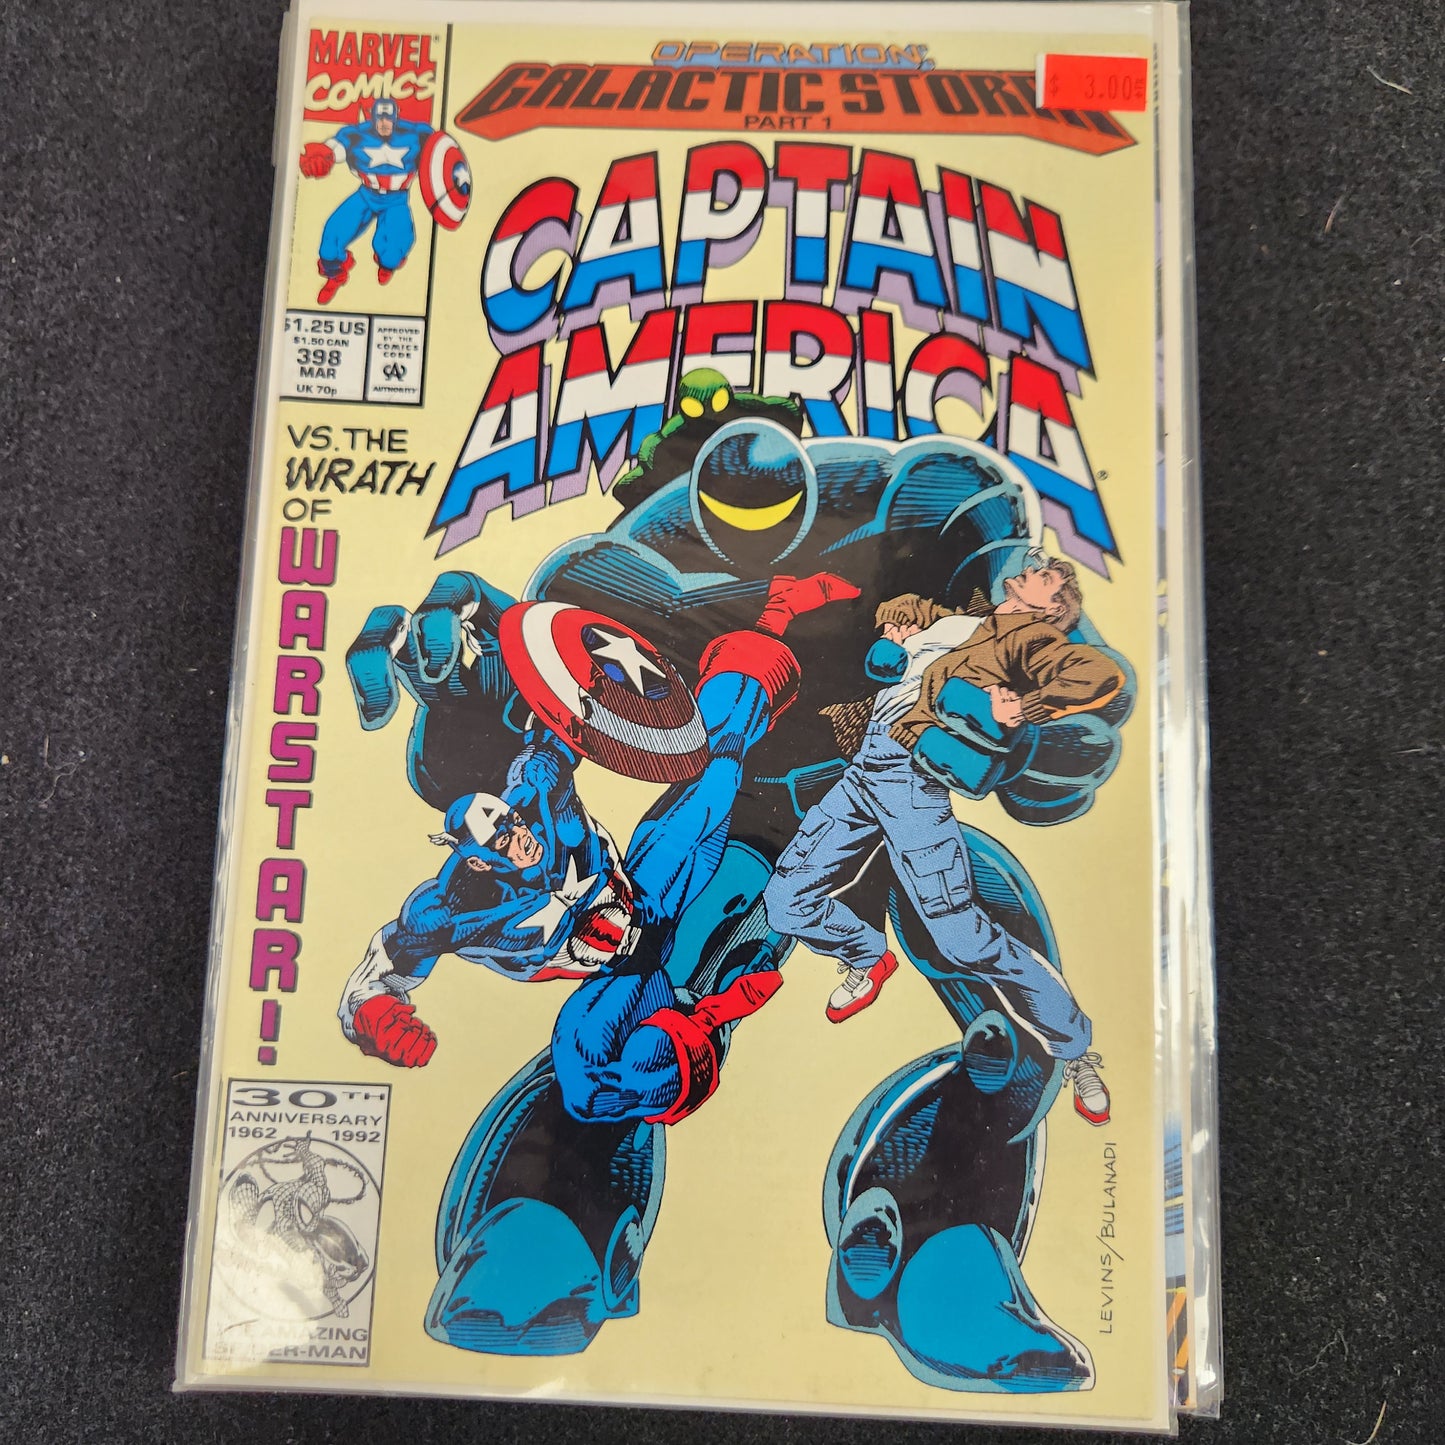 MARVEL
COMICS
OPERATION:
GALACTIC STORM
PART 1
$ 3.00
CAPTAIN
AMERICA
$1.25 US
$1.50 CAN
398
MAR
UK 70p
APPROVED
BY THE
COMICS
CODE
CA
AUTHORITY
VS. THE
WRATH
OF
WARSTAR!
A
30TH
ANNIVERSARY
1962 1992
AMAZING
SPIDER-MAN
LEVINS/BULANADI